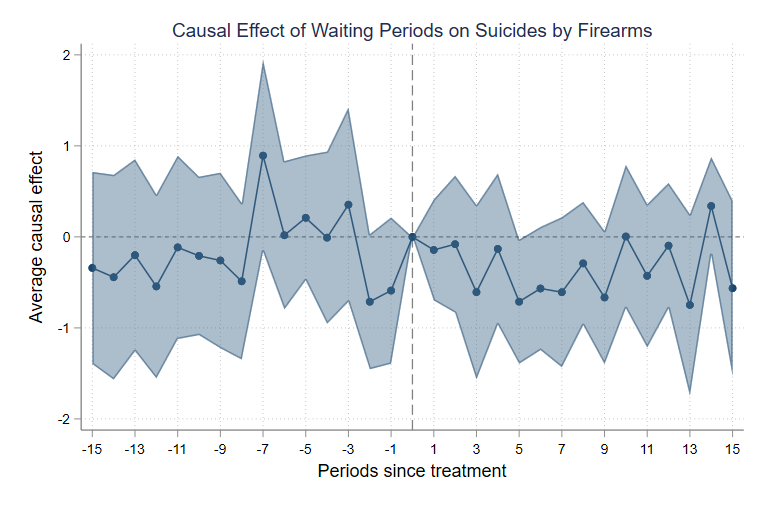 Causal Effect of Waiting Periods on Suicides by Firearms
Average causal effect
2
1
0
-1
-2
-15 -13 -11 -9 -7 -5 -3 -1 1 3 5 7 9 11 13 15
Periods since treatment